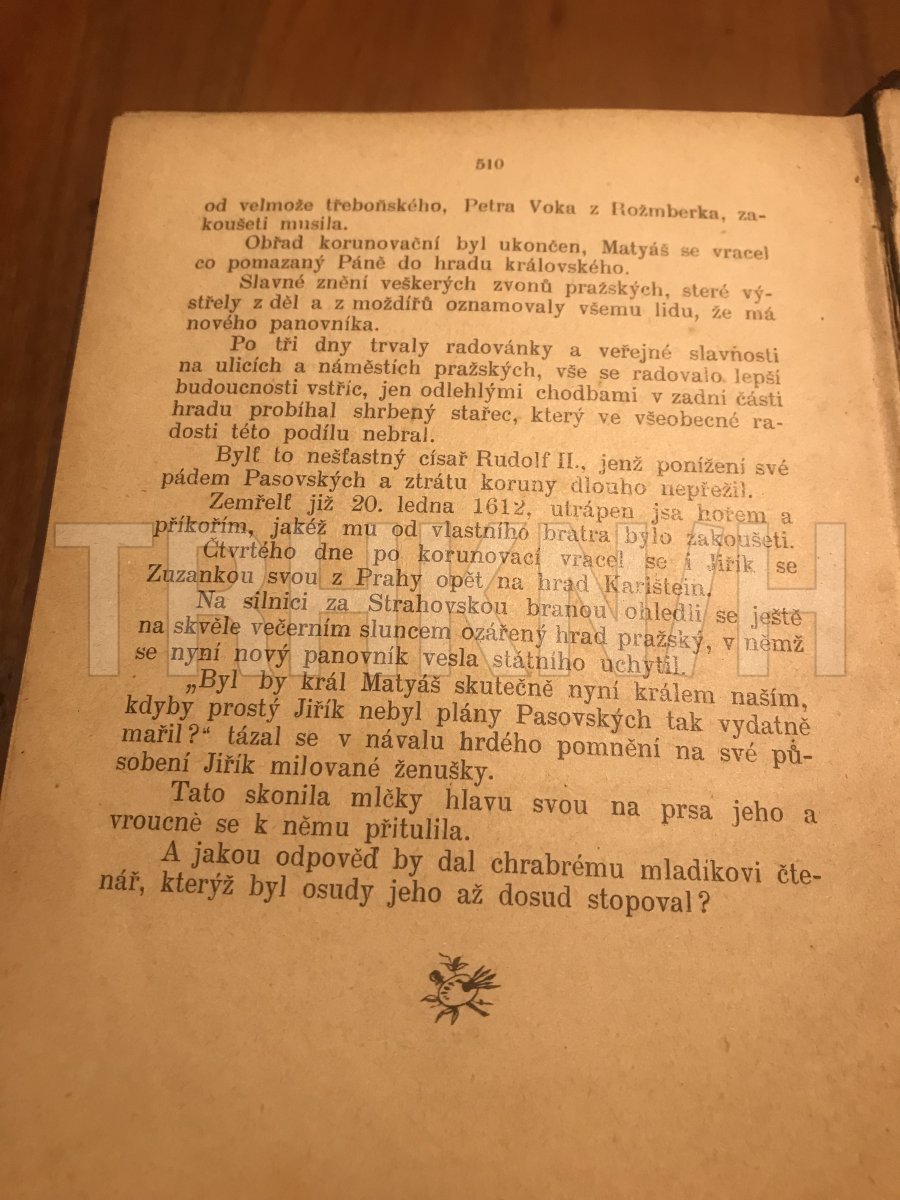 510
od velmože třeboňského, Petra Voka z Rožmberka, za-
koušeti musila.
Obřad korunovační byl ukončen, Matyáš se vracel
co pomazaný Páně do hradu královského.
Slavné znění veškerých zvonů pražských, steré vý-
střely z děl a z moždířů oznamovaly všemu lidu, že má
nového panovníka.
Po tři dny trvaly radovánky a veřejné slavnosti
na ulicích a náměstích pražských, vše se radovalo lepší
budoucnosti vstříc, jen odlehlými chodbami v zadní části
hradu probíhal shrbený stařec, který ve všeobecné ra-
dosti této podílu nebral.
Bylť to nešťastný císař Rudolf II., jenž ponížení své
pádem Pasovských a ztrátu koruny dlouho nepřežil.
Zemřelť již 20. ledna 1612, utrápen jsa hořem a
příkořím, jakéž mu od vlastního bratra bylo zakoušeti.
Čtvrtého dne po korunovaci vracel se i Jiřík se
Zuzankou svou z Prahy opět na hrad Karlštein.
Na silnici za Strahovskou branou ohledli se ještě
na skvěle večerním sluncem ozářený hrad pražský, v němž
se nyní nový panovník vesla státního uchytil.
„Byl by král Matyáš skutečně nyní králem naším,
kdyby prostý Jiřík nebyl plány Pasovských tak vydatně
mařil?“ tázal se v návalu hrdého pomnění na své pů-
sobení Jiřík milované ženušky.
Tato skonila mlčky hlavu svou na prsa jeho a
vroucně se k němu přitulila.
A jakou odpověď by dal chrabrému mladíkovi čte-
nář, kterýž byl osudy jeho až dosud stopoval?